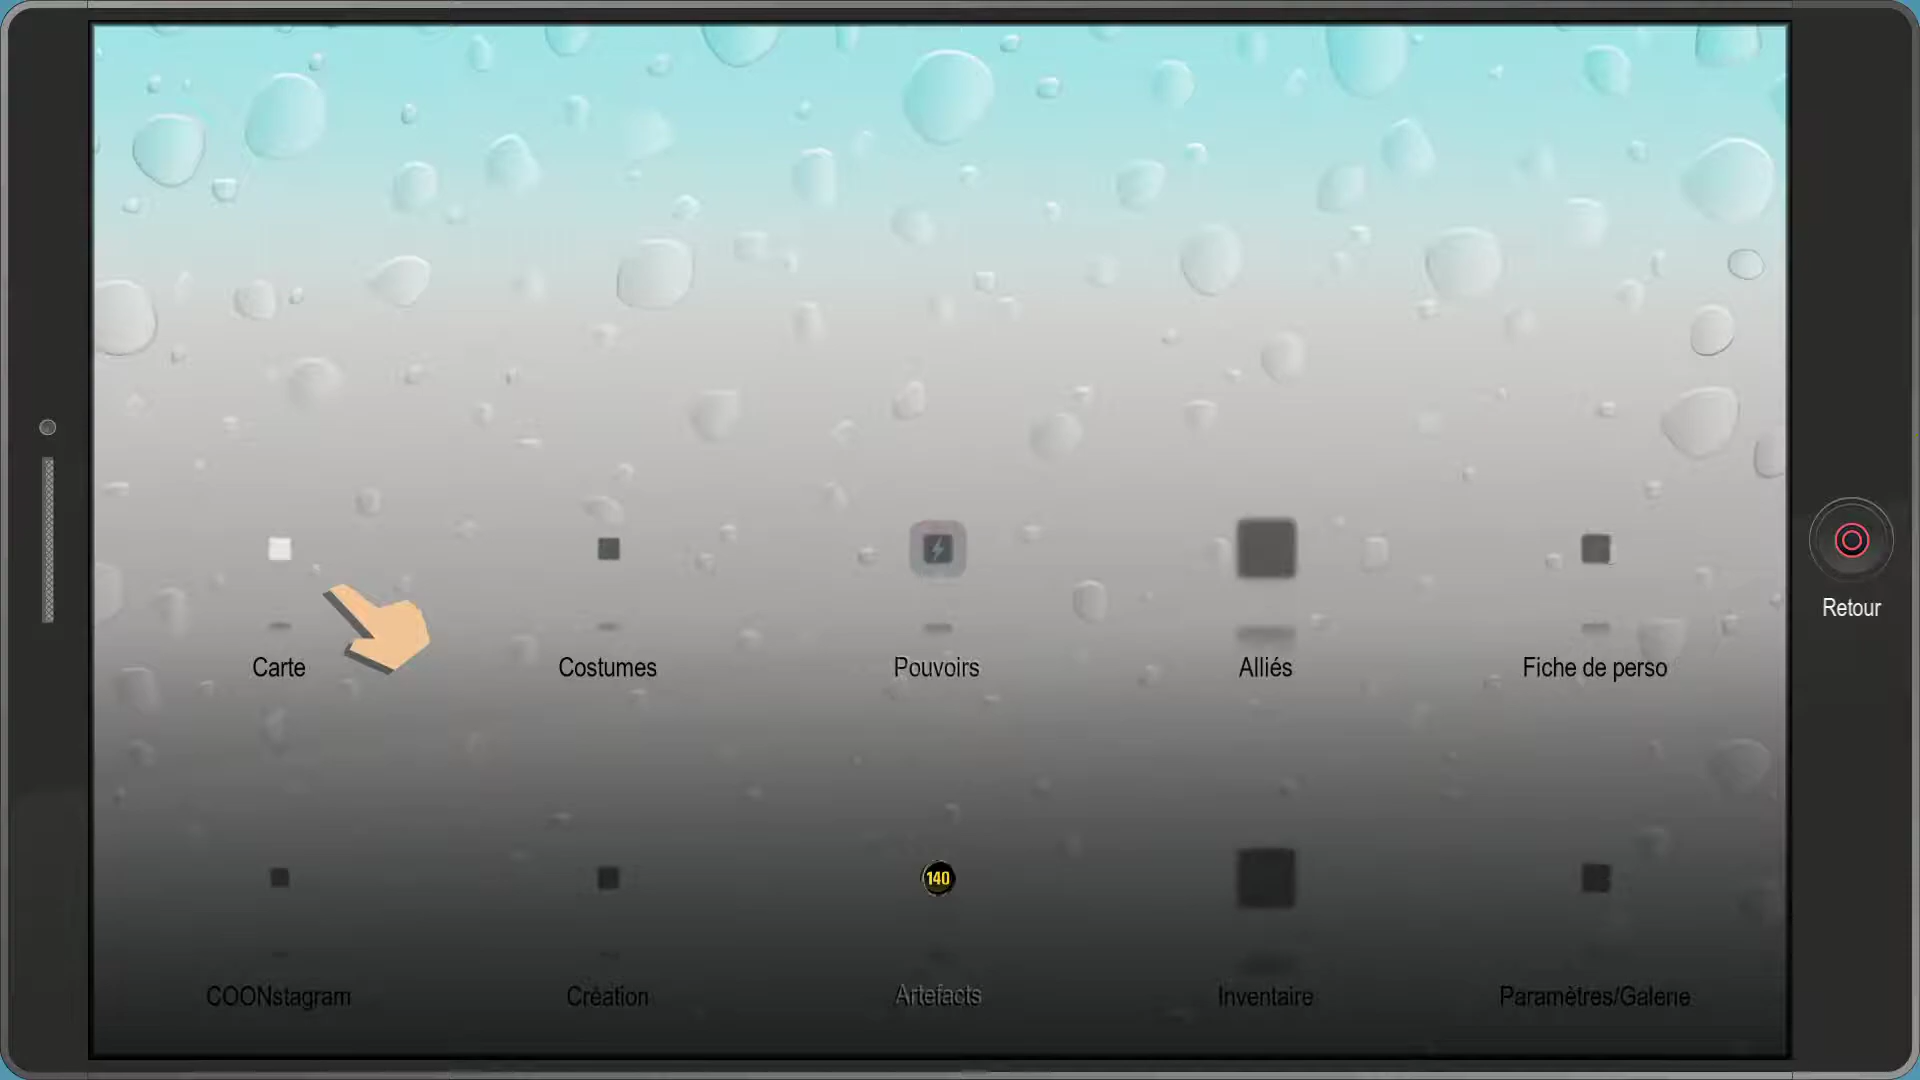 Carte
Costumes
Pouvoirs
Alliés
Fiche de perso
Retour
140
COONstagram
Création
Artefacts
Inventaire
Paramètres/Galerie